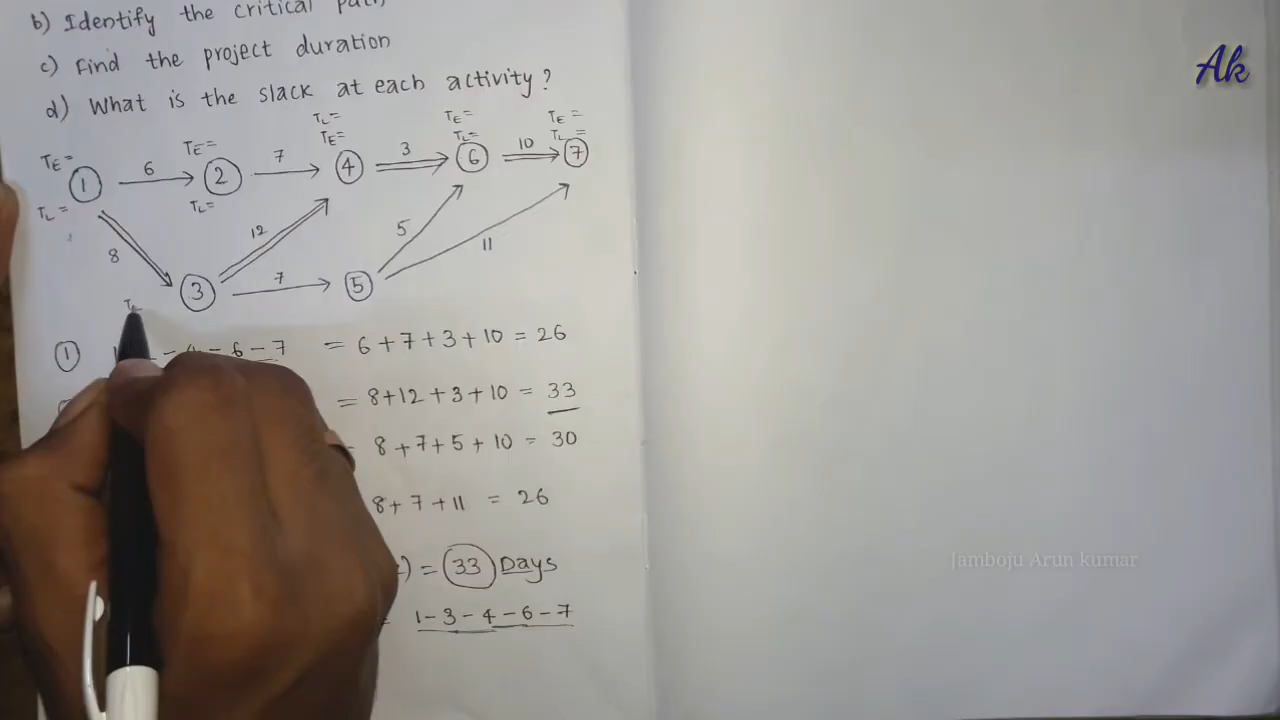 b) Identify the critical path
c) Find the project duration
d) What is the slack at each activity?
Ak
TL= TE= TE=
TE= TE= TE= TL= TL=
1 6 2 7 4 3 6 10 7
TL= TL=
8 12 5 11
3 7 5
① - 6 - 7 = 6 + 7 + 3 + 10 = 26
= 8 + 12 + 3 + 10 = 33
8 + 7 + 5 + 10 = 30
8 + 7 + 11 = 26
) = 33 Days
Jamboju Arun kumar
= 1 - 3 - 4 - 6 - 7